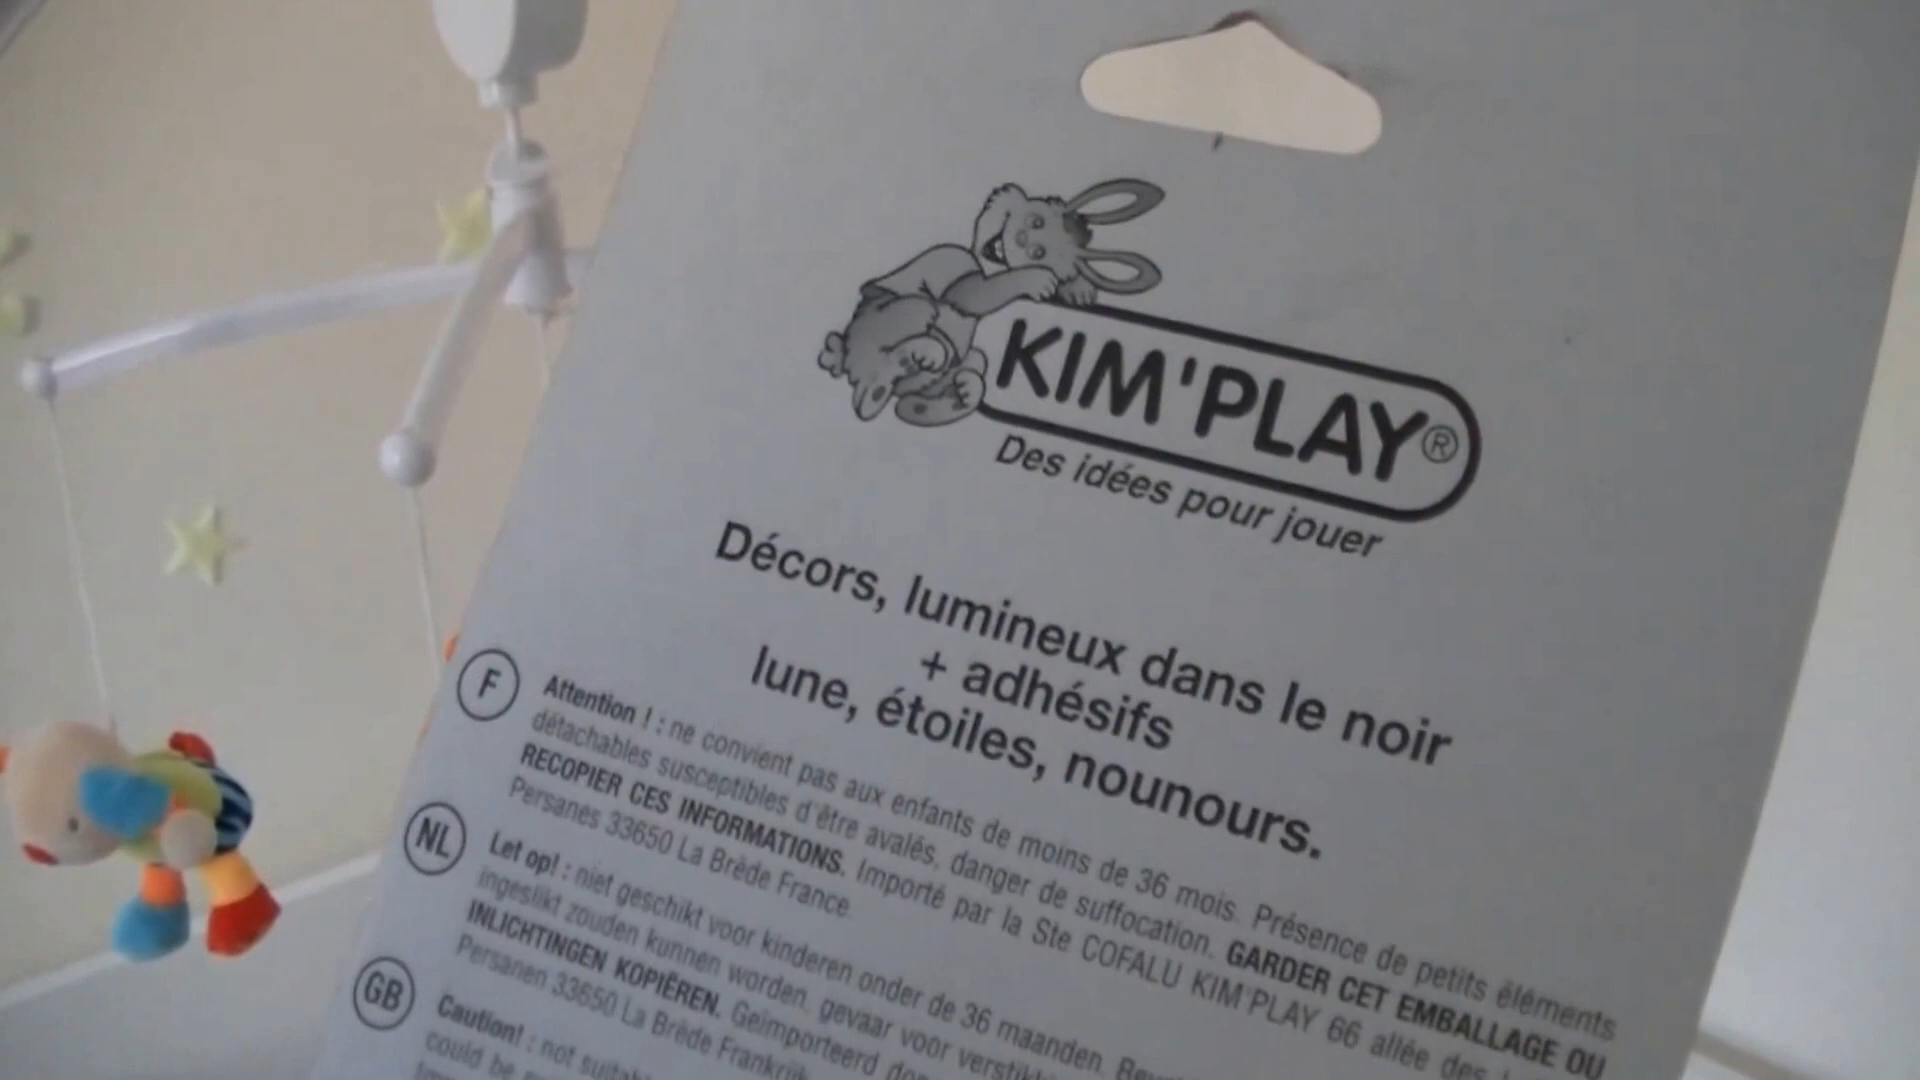 KIM'PLAY®
Des idées pour jouer
Décors, lumineux dans le noir
+ adhésifs
lune, étoiles, nounours.
F
Attention ! : ne convient pas aux enfants de moins de 36 mois. Présence de petits éléments
détachables susceptibles d'être avalés, danger de suffocation. GARDER CET EMBALLAGE OU
RECOPIER CES INFORMATIONS. Importé par la Ste COFALU KIM'PLAY 66 allée des
Persanes 33650 La Brède France.
NL
Let op! : niet geschikt voor kinderen onder de 36 maanden.
ingeslikt zouden kunnen worden, gevaar voor
INLICHTINGEN KOPIËREN. Geïmporteerd
Persanen 33650 La Brède
GB
Caution! : not
could be